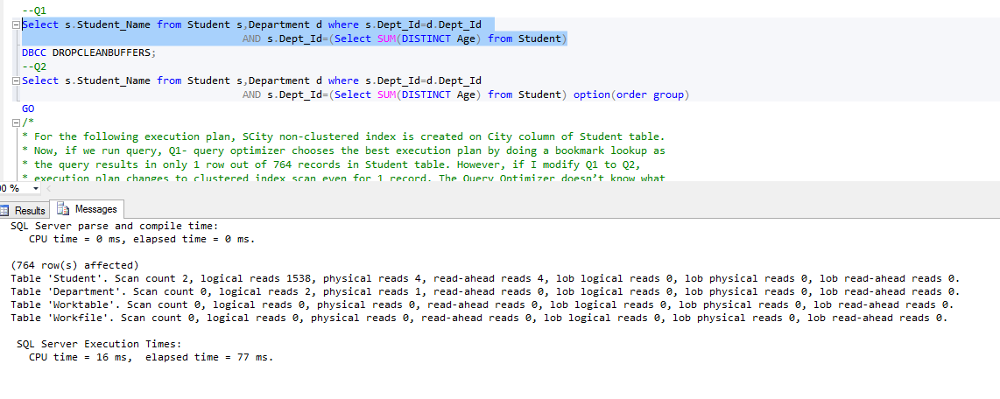 --Q1
Select s.Student_Name from Student s,Department d where s.Dept_Id=d.Dept_Id
AND s.Dept_Id=(Select SUM(DISTINCT Age) from Student)
DBCC DROPCLEANBUFFERS;
--Q2
Select s.Student_Name from Student s,Department d where s.Dept_Id=d.Dept_Id
AND s.Dept_Id=(Select SUM(DISTINCT Age) from Student) option(order group)
GO
/*
* For the following execution plan, SCity non-clustered index is created on City column of Student table.
* Now, if we run query, Q1- query optimizer chooses the best execution plan by doing a bookmark lookup as
* the query results in only 1 row out of 764 records in Student table. However, if I modify Q1 to Q2,
* execution plan changes to clustered index scan even for 1 record. The Query Optimizer doesn't know what
00 %
Results Messages
SQL Server parse and compile time:
CPU time = 0 ms, elapsed time = 0 ms.
(764 row(s) affected)
Table 'Student'. Scan count 2, logical reads 1538, physical reads 4, read-ahead reads 4, lob logical reads 0, lob physical reads 0, lob read-ahead reads 0.
Table 'Department'. Scan count 0, logical reads 2, physical reads 1, read-ahead reads 0, lob logical reads 0, lob physical reads 0, lob read-ahead reads 0.
Table 'Worktable'. Scan count 0, logical reads 0, physical reads 0, read-ahead reads 0, lob logical reads 0, lob physical reads 0, lob read-ahead reads 0.
Table 'Workfile'. Scan count 0, logical reads 0, physical reads 0, read-ahead reads 0, lob logical reads 0, lob physical reads 0, lob read-ahead reads 0.
SQL Server Execution Times:
CPU time = 16 ms, elapsed time = 77 ms.